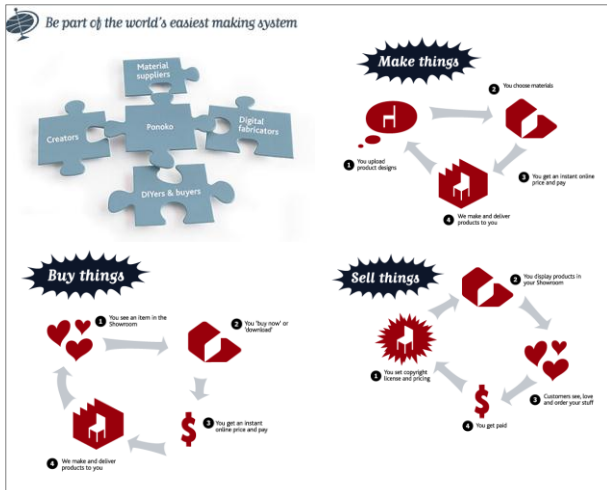 Be part of the world's easiest making system
Material
suppliers
Creators
Ponoko
Digital
fabricators
DIYers & buyers
Make things
2 You choose materials
1 You upload
product designs
3 You get an instant online
price and pay
4 We make and deliver
products to you
Buy things
1 You see an item in the
Showroom
2 You 'buy now' or
'download'
3 You get an instant
online price and pay
$
4 We make and deliver
products to you
Sell things
2 You display products in
your Showroom
1 You set copyright
license and pricing
3 Customers see, love
and order your stuff
$
4 You get paid